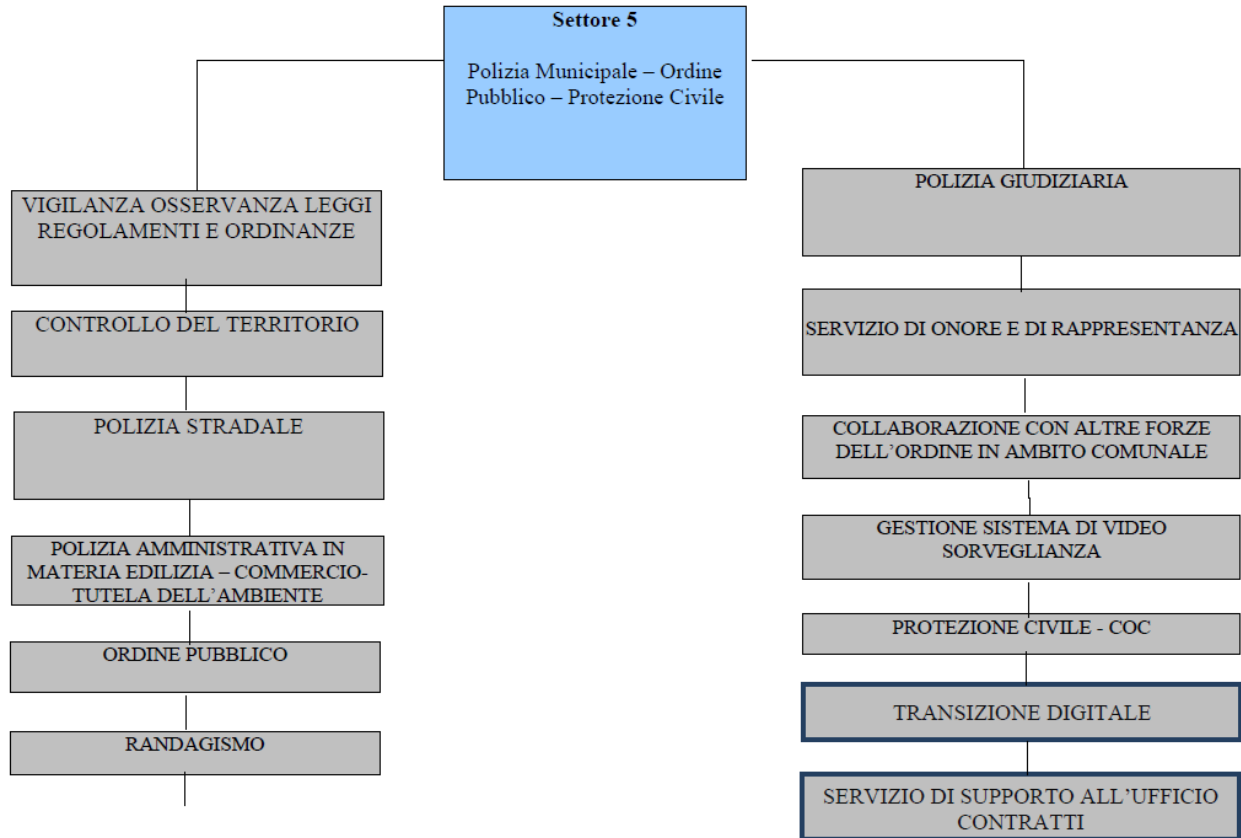 Settore 5
Polizia Municipale – Ordine
Pubblico – Protezione Civile
VIGILANZA OSSERVANZA LEGGI
REGOLAMENTI E ORDINANZE
CONTROLLO DEL TERRITORIO
POLIZIA STRADALE
POLIZIA AMMINISTRATIVA IN
MATERIA EDILIZIA – COMMERCIO-
TUTELA DELL’AMBIENTE
ORDINE PUBBLICO
RANDAGISMO
POLIZIA GIUDIZIARIA
SERVIZIO DI ONORE E DI RAPPRESENTANZA
COLLABORAZIONE CON ALTRE FORZE
DELL’ORDINE IN AMBITO COMUNALE
GESTIONE SISTEMA DI VIDEO
SORVEGLIANZA
PROTEZIONE CIVILE - COC
TRANSIZIONE DIGITALE
SERVIZIO DI SUPPORTO ALL’UFFICIO
CONTRATTI